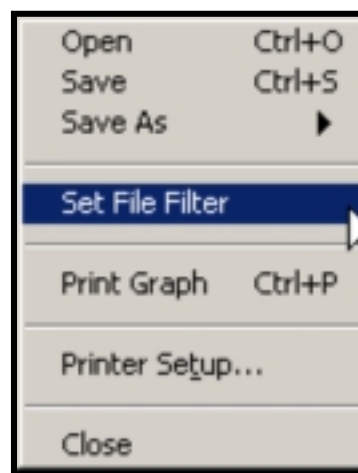 Open Ctrl+O
Save Ctrl+S
Save As
Set File Filter
Print Graph Ctrl+P
Printer Setup...
Close